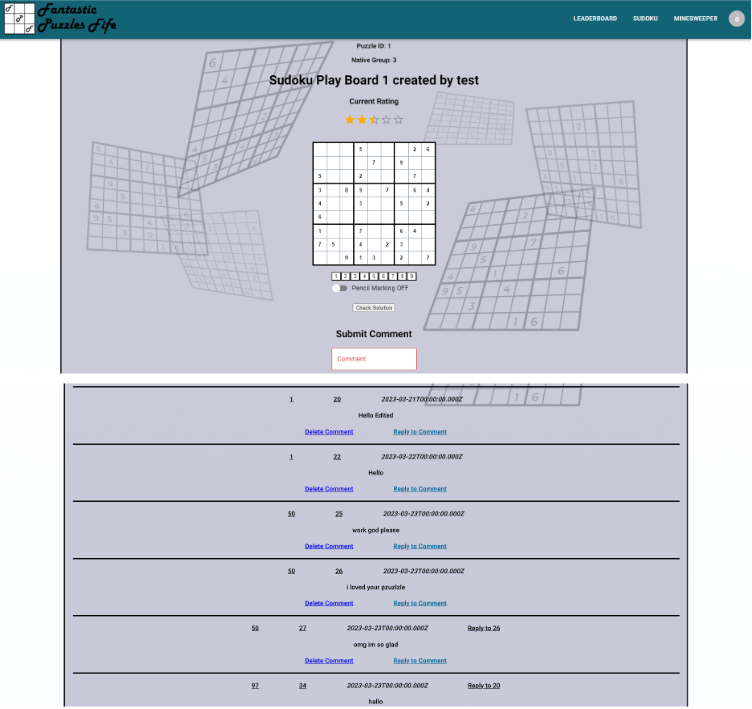 Fantastic
Puzzles Fife
LEADERBOARD SUDOKU MINESWEEPER
Puzzle ID: 1
Native Group: 3
Sudoku Play Board 1 created by test
Current Rating
5 2 6
7 9
5 2 7
3 8 9 7 6 4
4 3 5 2
6
1 7 6 4
7 5 4 2 3
9 1 3 2 7
1 2 3 4 5 6 7 8 9
Pencil Marking OFF
Check Solution
Submit Comment
Comment
1 20 2023-03-21T00:00:00.000Z
Hello Edited
Delete Comment Reply to Comment
1 22 2023-03-22T00:00:00.000Z
Hello
Delete Comment Reply to Comment
50 25 2023-03-23T00:00:00.000Z
work god please
Delete Comment Reply to Comment
50 26 2023-03-23T00:00:00.000Z
i loved your pzuzlzle
Delete Comment Reply to Comment
50 27 2023-03-23T00:00:00.000Z Reply to 26
omg im so glad
Delete Comment Reply to Comment
97 34 2023-03-23T00:00:00.000Z Reply to 20
hallo